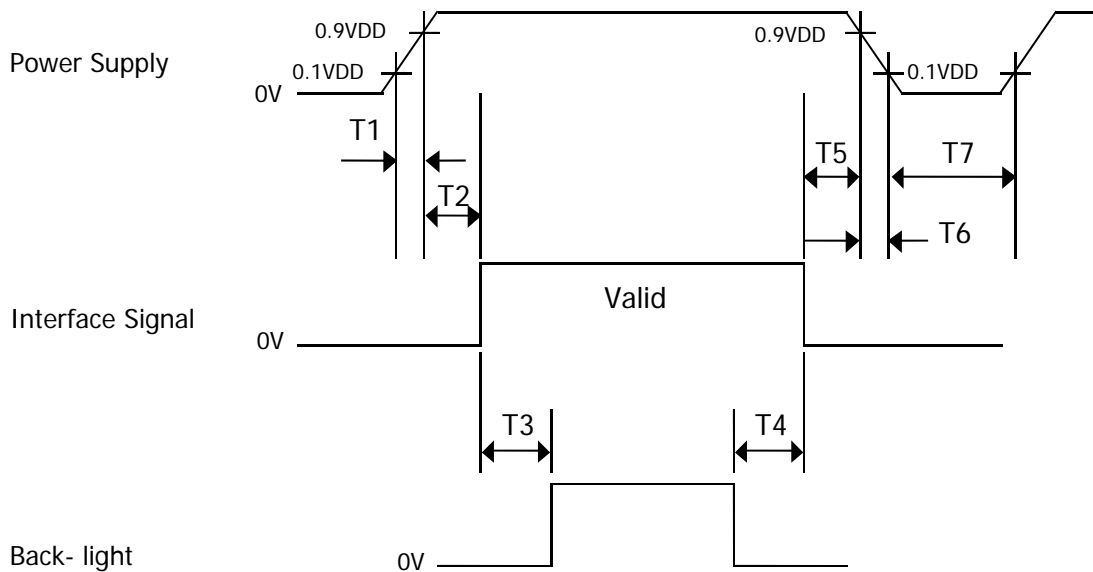 0.9VDD
0.9VDD
Power Supply
0.1VDD
0.1VDD
0V
T1
T5
T7
T2
T6
Valid
Interface Signal
0V
T3
T4
Back- light
0V